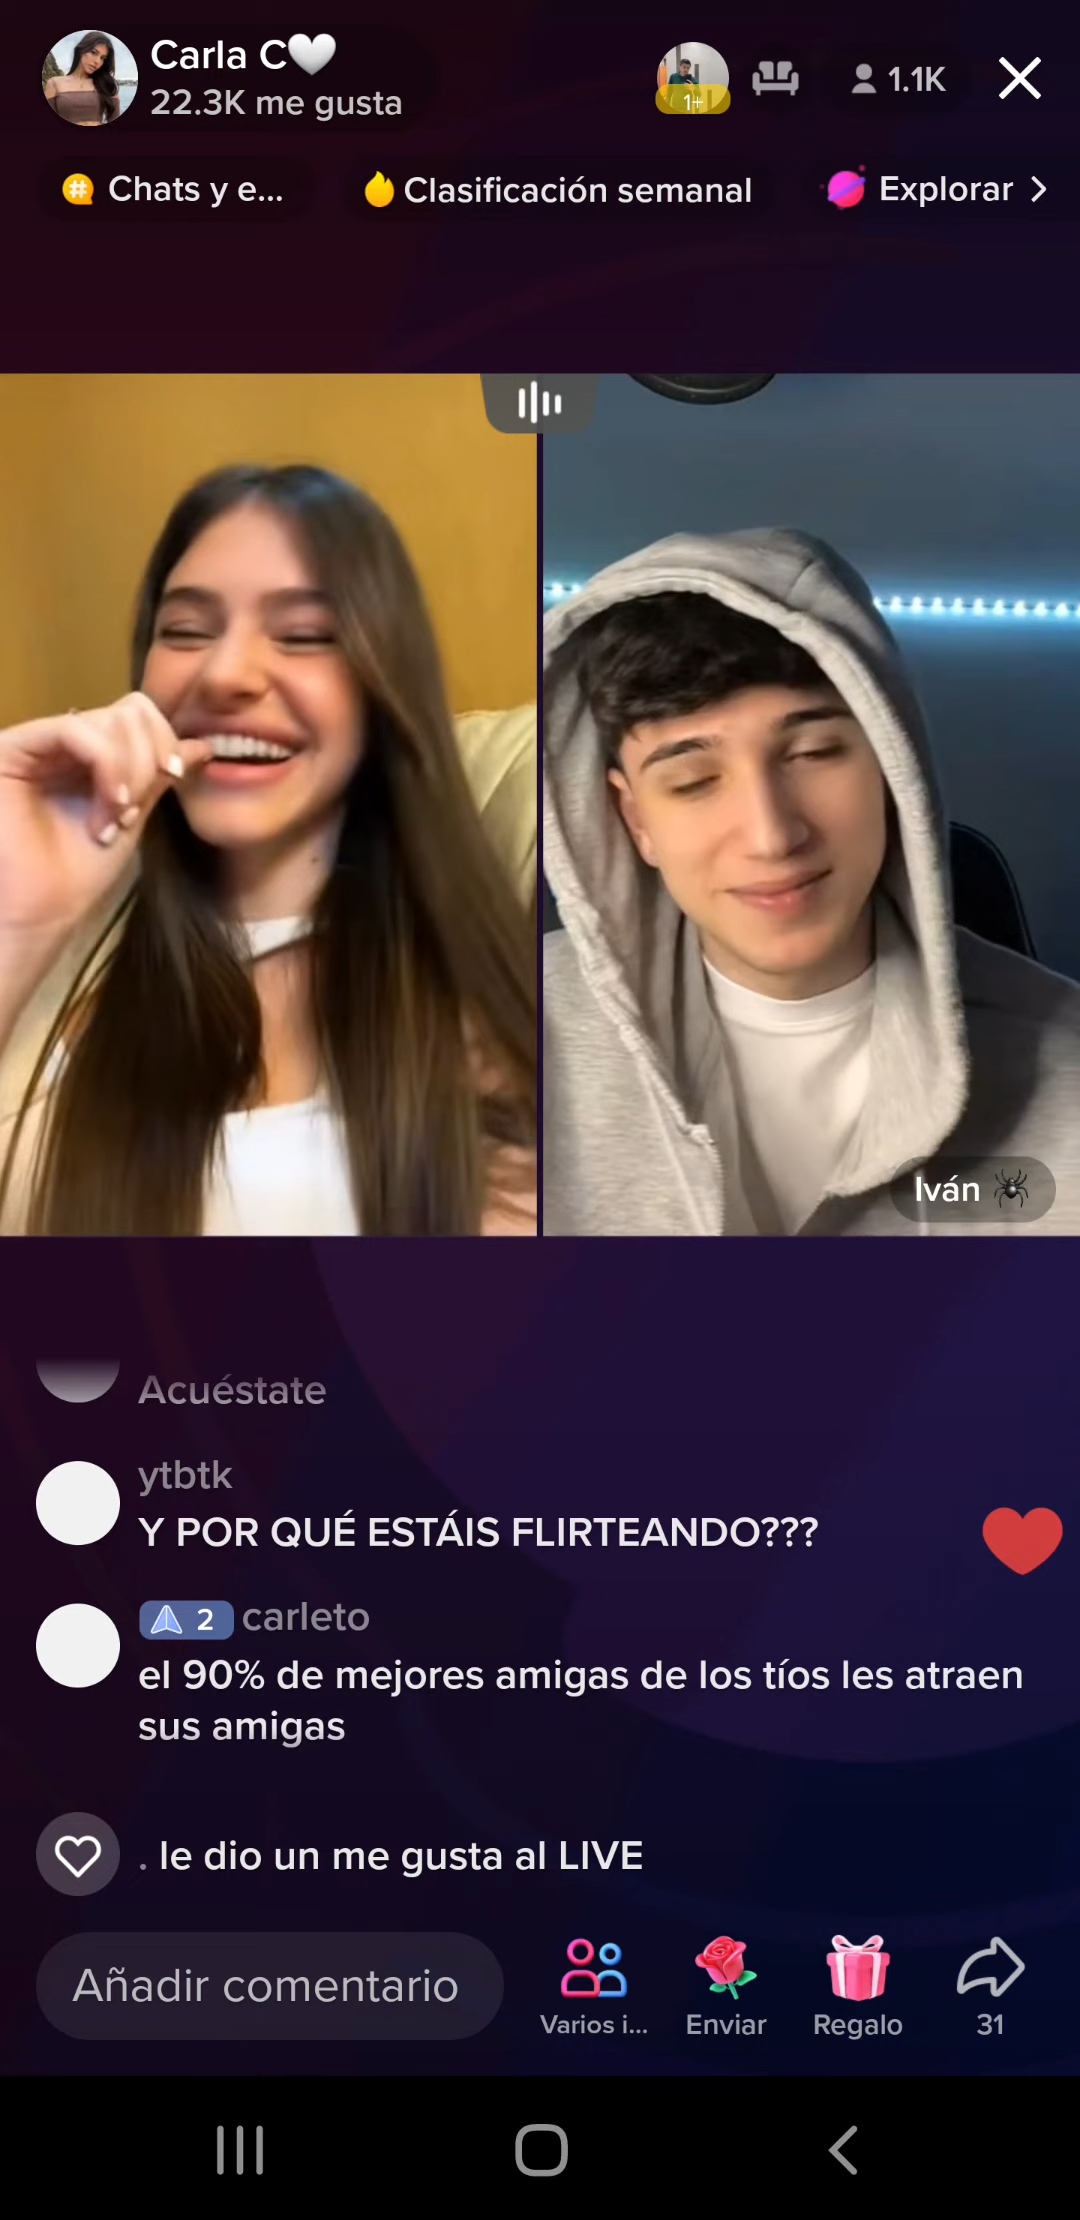 Carla C🤍
22.3K me gusta
1+
1.1K
Chats y e...
Clasificación semanal
Explorar
Iván 🕷
Acuéstate
ytbtk
Y POR QUÉ ESTÁIS FLIRTEANDO???
2 carleto
el 90% de mejores amigas de los tíos les atraen
sus amigas
. le dio un me gusta al LIVE
Añadir comentario
Varios i...
Enviar
Regalo
31